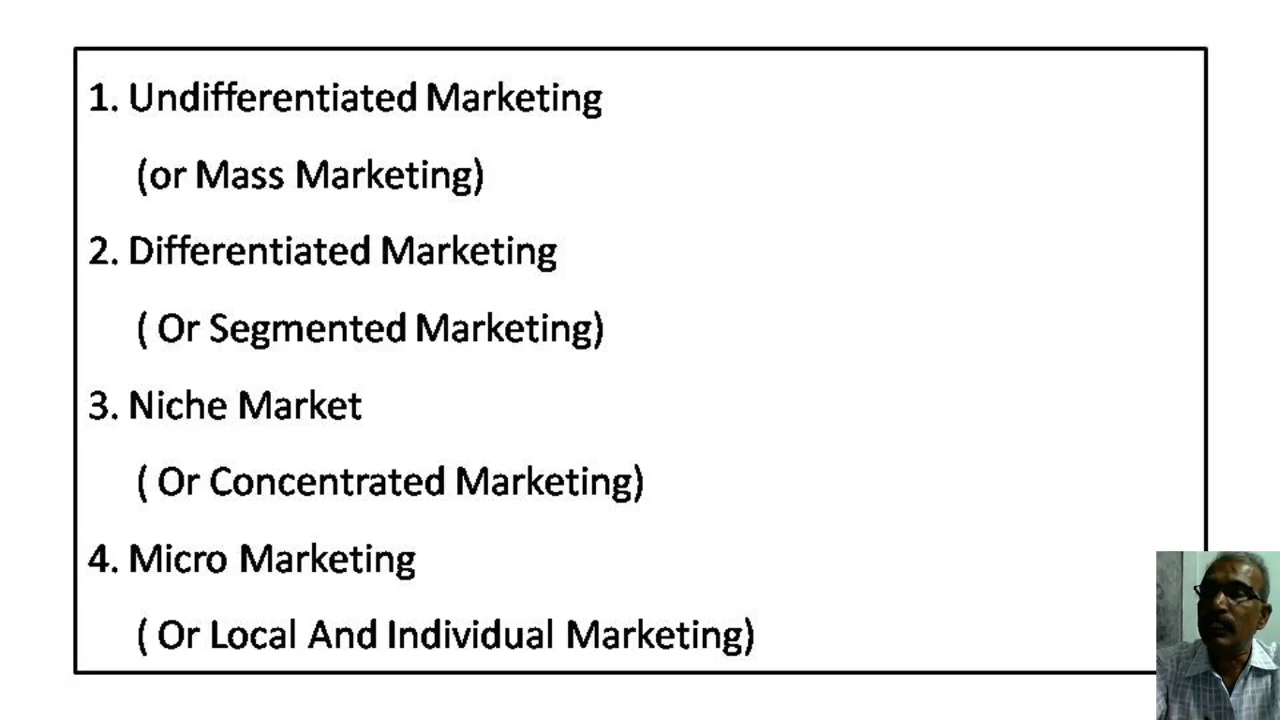 1. Undifferentiated Marketing
(or Mass Marketing)
2. Differentiated Marketing
( Or Segmented Marketing)
3. Niche Market
( Or Concentrated Marketing)
4. Micro Marketing
( Or Local And Individual Marketing)